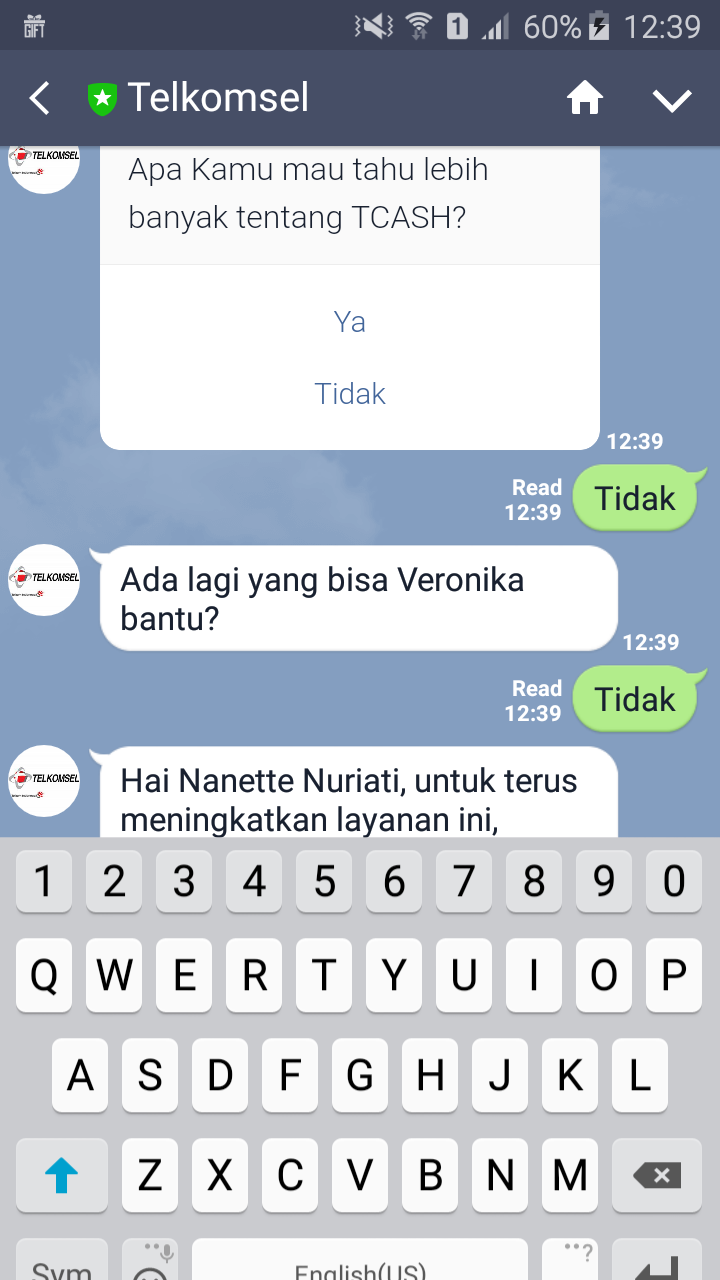 GIFT
1 60% 12:39
Telkomsel
TELKOMSEL
Apa Kamu mau tahu lebih
banyak tentang TCASH?
Ya
Tidak
12:39
Read
12:39
Tidak
TELKOMSEL
Ada lagi yang bisa Veronika
bantu?
12:39
Read
12:39
Tidak
TELKOMSEL
Hai Nanette Nuriati, untuk terus
meningkatkan layanan ini,
1 2 3 4 5 6 7 8 9 0
Q W E R T Y U I O P
A S D F G H J K L
Z X C V B N M
Sym English(US) ?